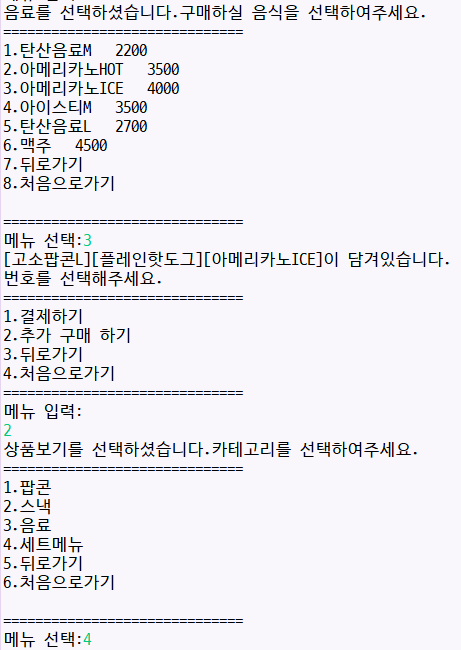 음료를 선택하셨습니다.구매하실 음식을 선택하여주세요.
==============================
1.탄산음료M   2200
2.아메리카노HOT   3500
3.아메리카노ICE   4000
4.아이스티M   3500
5.탄산음료L   2700
6.맥주   4500
7.뒤로가기
8.처음으로가기

==============================
메뉴 선택:3
[고소팝콘L][플레인핫도그][아메리카노ICE]이 담겨있습니다.
번호를 선택해주세요.
==============================
1.결제하기
2.추가 구매 하기
3.뒤로가기
4.처음으로가기
==============================
메뉴 입력:
2
상품보기를 선택하셨습니다.카테고리를 선택하여주세요.
==============================
1.팝콘
2.스낵
3.음료
4.세트메뉴
5.뒤로가기
6.처음으로가기

==============================
메뉴 선택:4